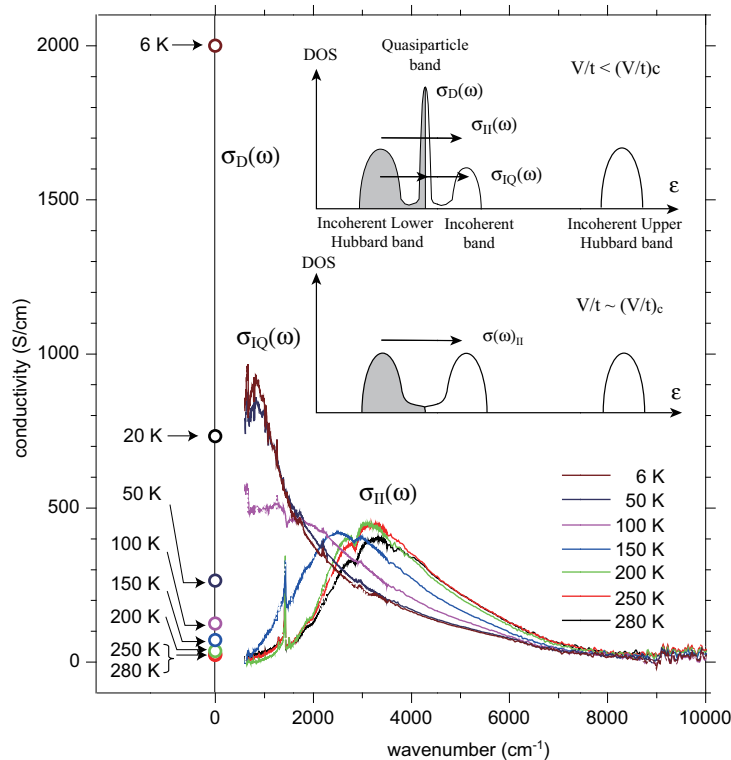 2000
1500
1000
500
0
conductivity (S/cm)
0
2000
4000
6000
8000
10000
wavenumber (cm⁻¹)
6 K
20 K
50 K
100 K
150 K
200 K
250 K
280 K
σD(ω)
σIQ(ω)
σII(ω)
Quasiparticle
band
DOS
V/t < (V/t)c
σD(ω)
σII(ω)
σIQ(ω)
ε
Incoherent Lower
Hubbard band
Incoherent
band
Incoherent Upper
Hubbard band
DOS
V/t ~ (V/t)c
σ(ω)II
ε
6 K
50 K
100 K
150 K
200 K
250 K
280 K